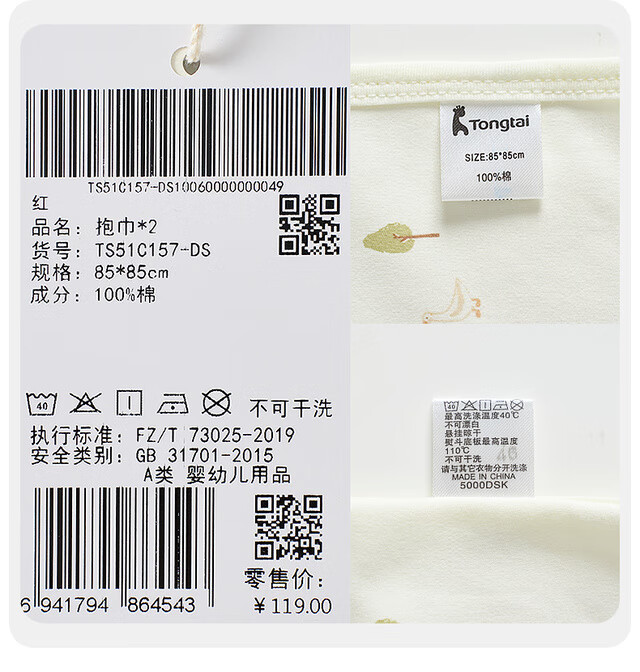 TS51C157-DS10060000000049
红
品名：抱巾*2
货号：TS51C157-DS
规格：85*85cm
成分：100%棉
40
不可干洗
执行标准：FZ/T 73025-2019
安全类别：GB 31701-2015
A类 婴幼儿用品
6 941794 864543
零售价：
￥119.00
Tongtai
SIZE:85*85cm
100%棉
40
最高洗涤温度40℃
不可漂白
悬挂晾干
熨斗底板最高温度
110℃
不可干洗
请与其它衣物分开洗涤
MADE IN CHINA
5000DSK